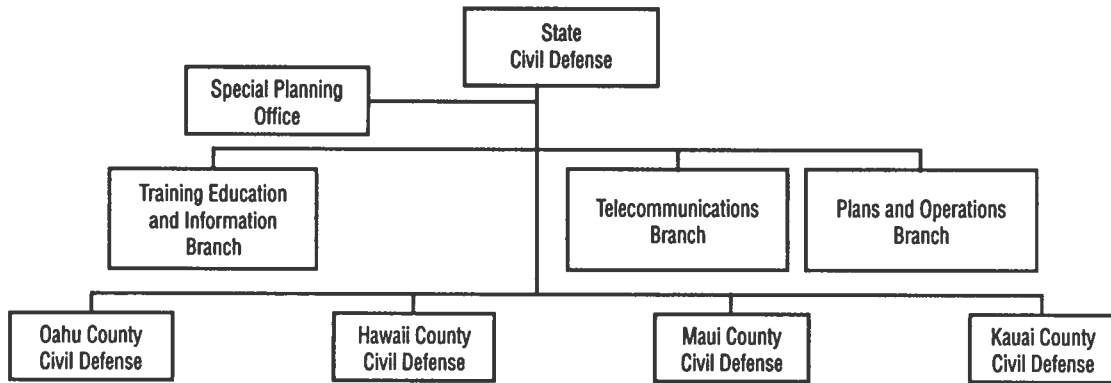 State
Civil Defense
Special Planning
Office
Training Education
and Information
Branch
Telecommunications
Branch
Plans and Operations
Branch
Oahu County
Civil Defense
Hawaii County
Civil Defense
Maui County
Civil Defense
Kauai County
Civil Defense